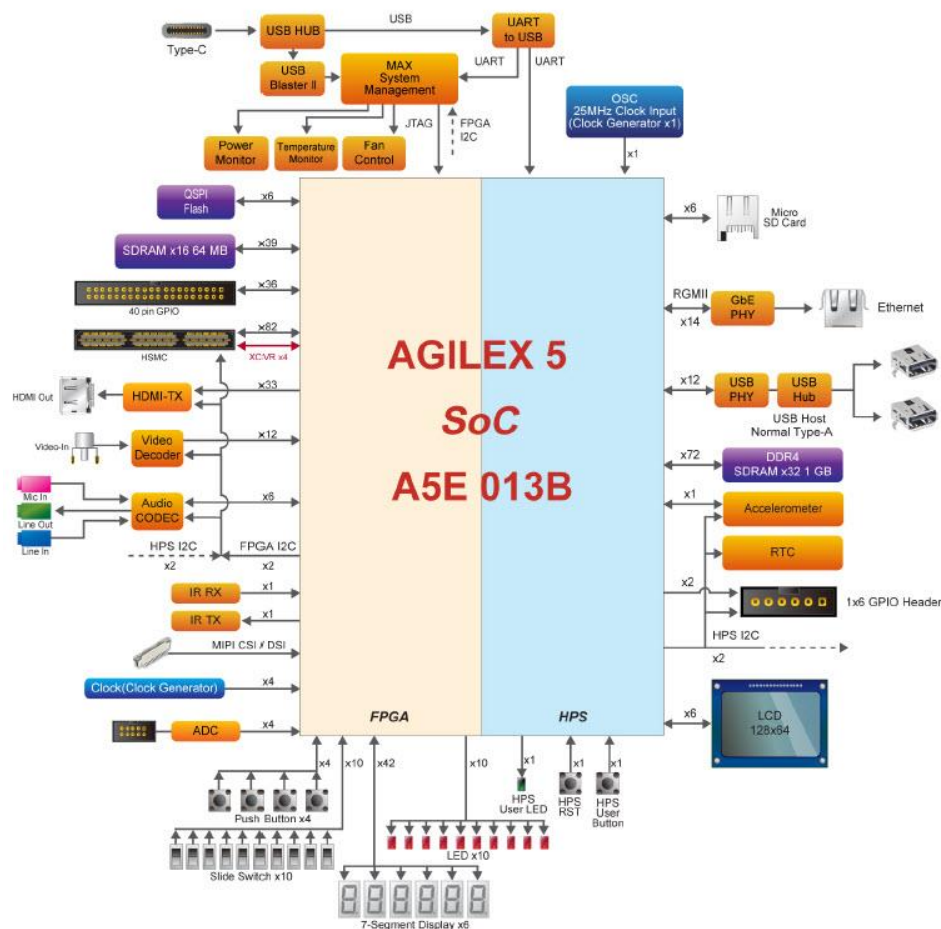 Type-C
USB HUB
USB
UART
to USB
USB
Blaster II
MAX
System
Management
UART
UART
JTAG
FPGA
I2C
Power
Monitor
Temperature
Monitor
Fan
Control
OSC
25MHz Clock Input
(Clock Generator x1)
x1
QSPI
Flash
x6
SDRAM x16 64 MB
x39
40 pin GPIO
x36
HSMC
x82
XCVR x4
HDMI Out
HDMI-TX
x33
Video-In
Video
Decoder
x12
Mic In
Line Out
Line In
Audio
CODEC
x6
HPS I2C
x2
FPGA I2C
x2
IR RX
x1
IR TX
x1
MIPI CSI / DSI
Clock(Clock Generator)
x4
ADC
x4
AGILEX 5
SoC
A5E 013B
FPGA
HPS
x6
Micro
SD Card
RGMII
x14
GbE
PHY
Ethernet
x12
USB
PHY
USB
Hub
USB Host
Normal Type-A
x72
DDR4
SDRAM x32 1 GB
x1
Accelerometer
RTC
x2
1x6 GPIO Header
HPS I2C
x2
x6
LCD
128x64
x4
x10
x42
x10
x1
x1
x1
Push Button x4
Slide Switch x10
7-Segment Display x6
LED x10
HPS
User LED
HPS
RST
HPS
User
Button